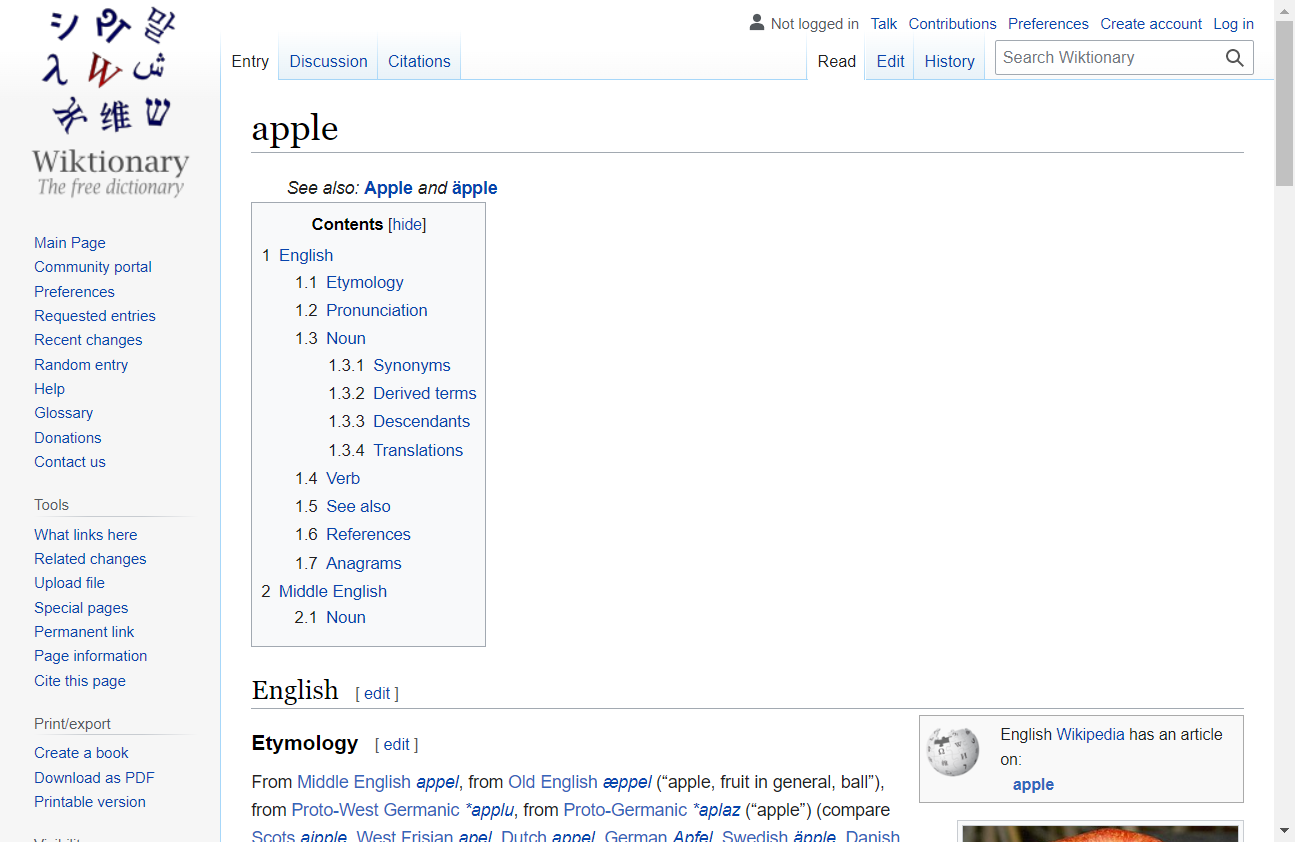 Not logged in Talk Contributions Preferences Create account Log in
Entry Discussion Citations Read Edit History Search Wiktionary
シ
λ W ش
维 ש
Wiktionary
The free dictionary
Main Page
Community portal
Preferences
Requested entries
Recent changes
Random entry
Help
Glossary
Donations
Contact us
Tools
What links here
Related changes
Upload file
Special pages
Permanent link
Page information
Cite this page
Print/export
Create a book
Download as PDF
Printable version
apple
See also: Apple and äpple
Contents [hide]
1 English
1.1 Etymology
1.2 Pronunciation
1.3 Noun
1.3.1 Synonyms
1.3.2 Derived terms
1.3.3 Descendants
1.3.4 Translations
1.4 Verb
1.5 See also
1.6 References
1.7 Anagrams
2 Middle English
2.1 Noun
English [ edit ]
Etymology [ edit ]
From Middle English appel, from Old English æppel (“apple, fruit in general, ball”),
from Proto-West Germanic *applu, from Proto-Germanic *aplaz (“apple”) (compare
Scots aipple, West Frisian apel, Dutch appel, German Apfel, Swedish äpple, Danish
English Wikipedia has an article
on:
apple